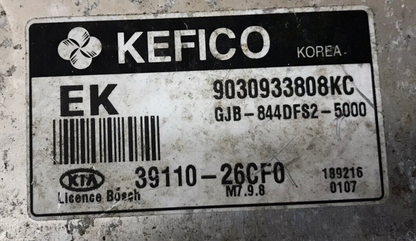 KEFICO KOREA
EK 9030933808KC
GJB-844DFS2-5000
39110-26CF0
KIA M7.9.8 189216
Licence Bosch 0107